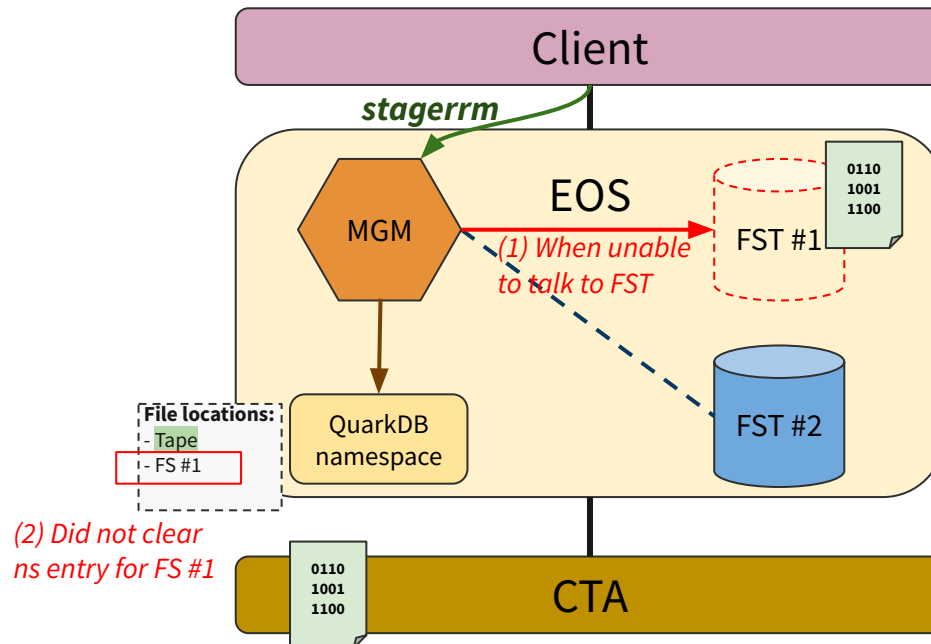 Client
stagerrm
EOS
MGM
0110
1001
1100
FST #1
(1) When unable
to talk to FST
File locations:
- Tape
- FS #1
QuarkDB
namespace
FST #2
(2) Did not clear
ns entry for FS #1
0110
1001
1100
CTA